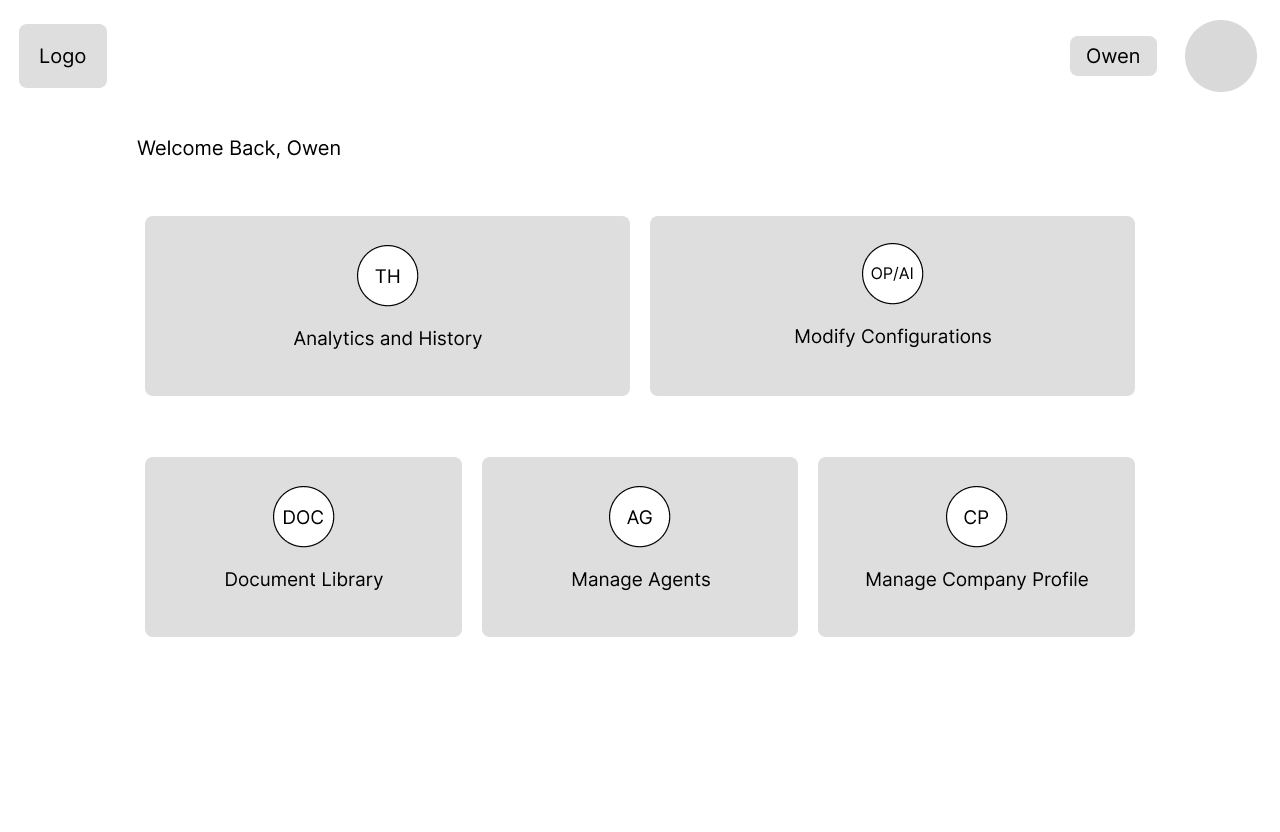 Logo
Owen
Welcome Back, Owen
TH
Analytics and History
OP/AI
Modify Configurations
DOC
Document Library
AG
Manage Agents
CP
Manage Company Profile